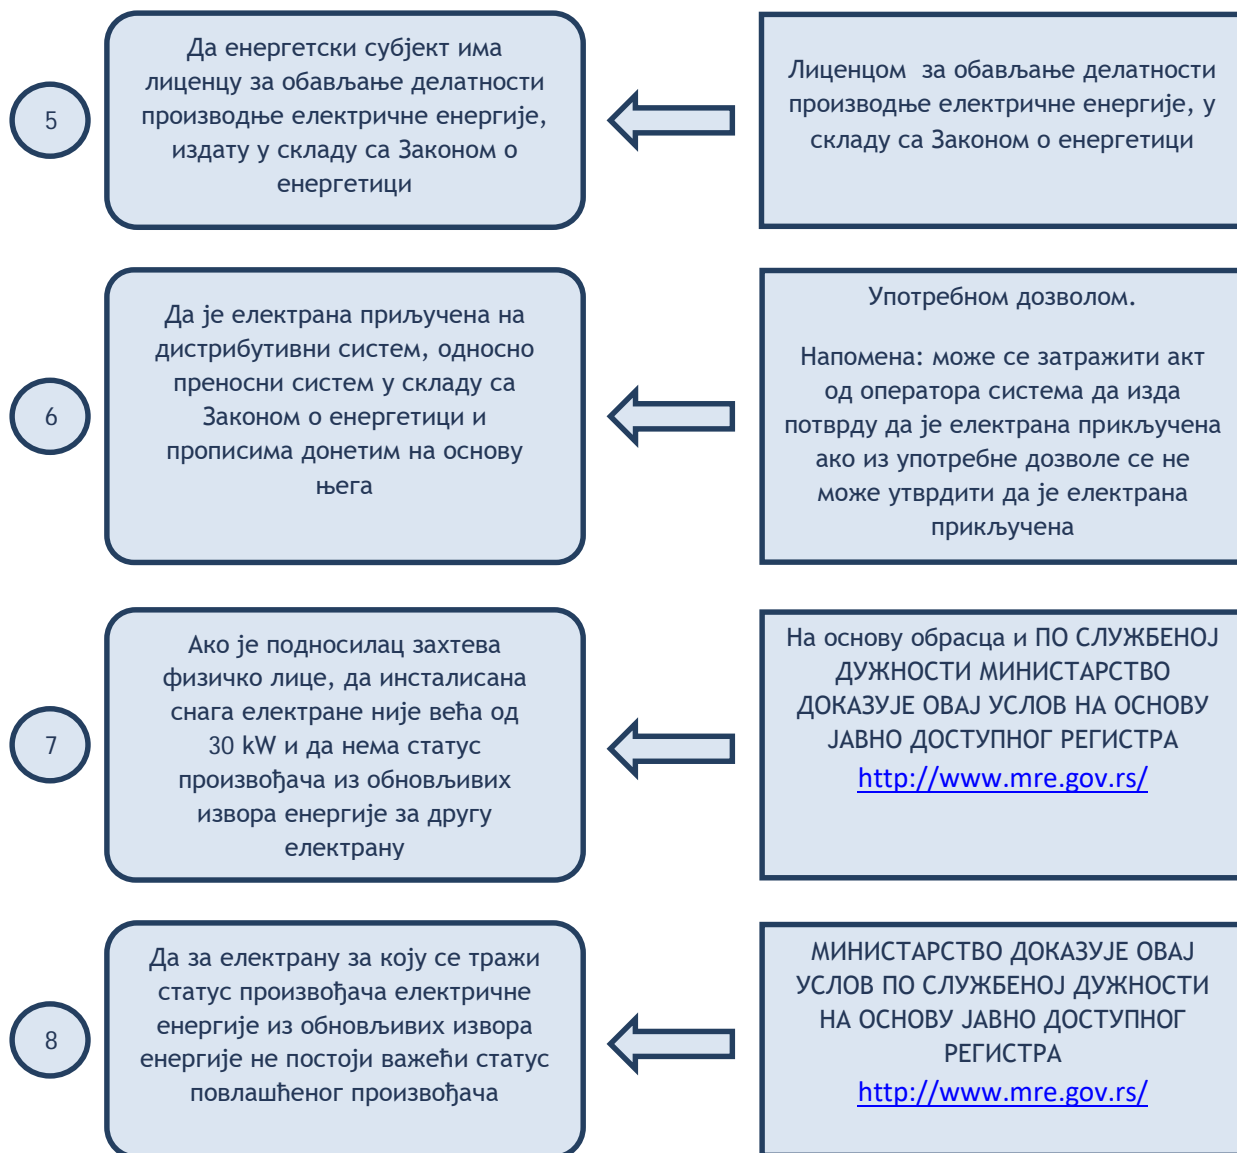 5
Да енергетски субјект има
лиценцу за обављање делатности
производње електричне енергије,
издату у складу са Законом о
енергетици
Лиценцом за обављање делатности
производње електричне енергије, у
складу са Законом о енергетици
6
Да је електрана приључена на
дистрибутивни систем, односно
преносни систем у складу са
Законом о енергетици и
прописима донетим на основу
њега
Употребном дозволом.
Напомена: може се затражити акт
од оператора система да изда
потврду да је електрана прикључена
ако из употребне дозволе се не
може утврдити да је електрана
прикључена
7
Ако је подносилац захтева
физичко лице, да инсталисана
снага електране није већа од
30 kW и да нема статус
произвођача из обновљивих
извора енергије за другу
електрану
На основу обрасца и ПО СЛУЖБЕНОЈ
ДУЖНОСТИ МИНИСТАРСТВО
ДОКАЗУЈЕ ОВАЈ УСЛОВ НА ОСНОВУ
ЈАВНО ДОСТУПНОГ РЕГИСТРА
http://www.mre.gov.rs/
8
Да за електрану за коју се тражи
статус произвођача електричне
енергије из обновљивих извора
енергије не постоји важећи статус
повлашћеног произвођача
МИНИСТАРСТВО ДОКАЗУЈЕ ОВАЈ
УСЛОВ ПО СЛУЖБЕНОЈ ДУЖНОСТИ
НА ОСНОВУ ЈАВНО ДОСТУПНОГ
РЕГИСТРА
http://www.mre.gov.rs/